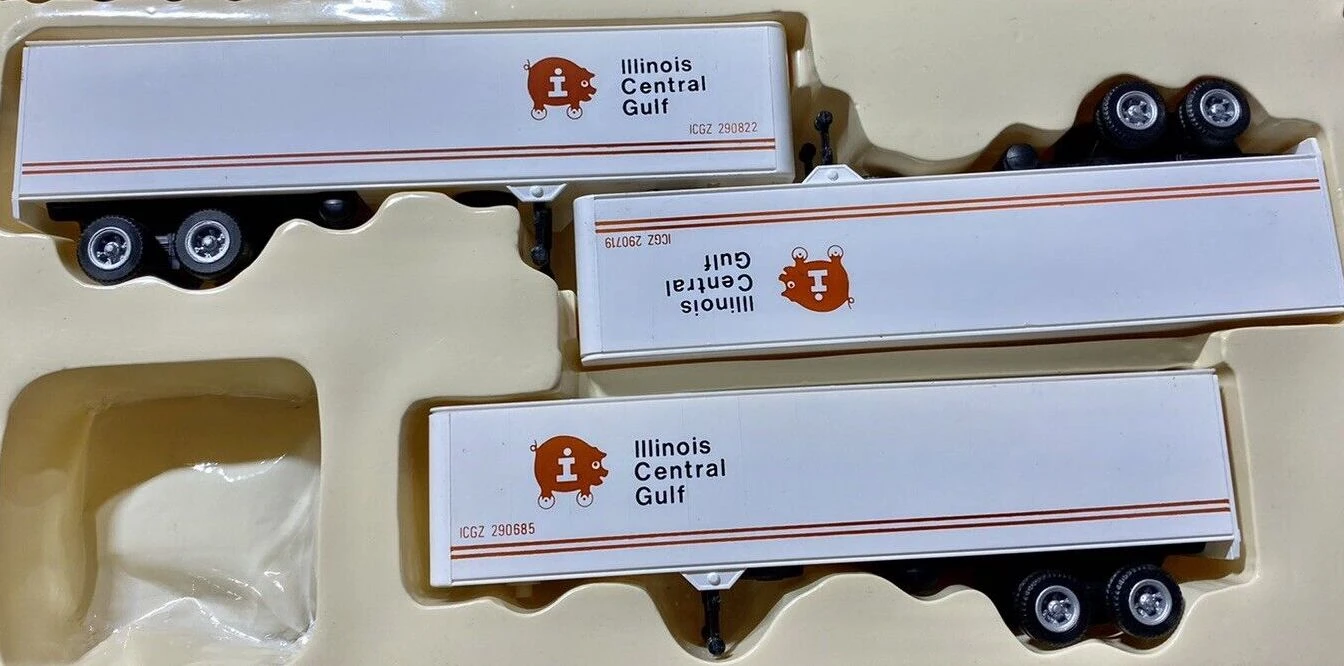 i
Illinois
Central
Gulf
ICGZ 290822
ICGZ 290719
i
Illinois
Central
Gulf
i
Illinois
Central
Gulf
ICGZ 290685